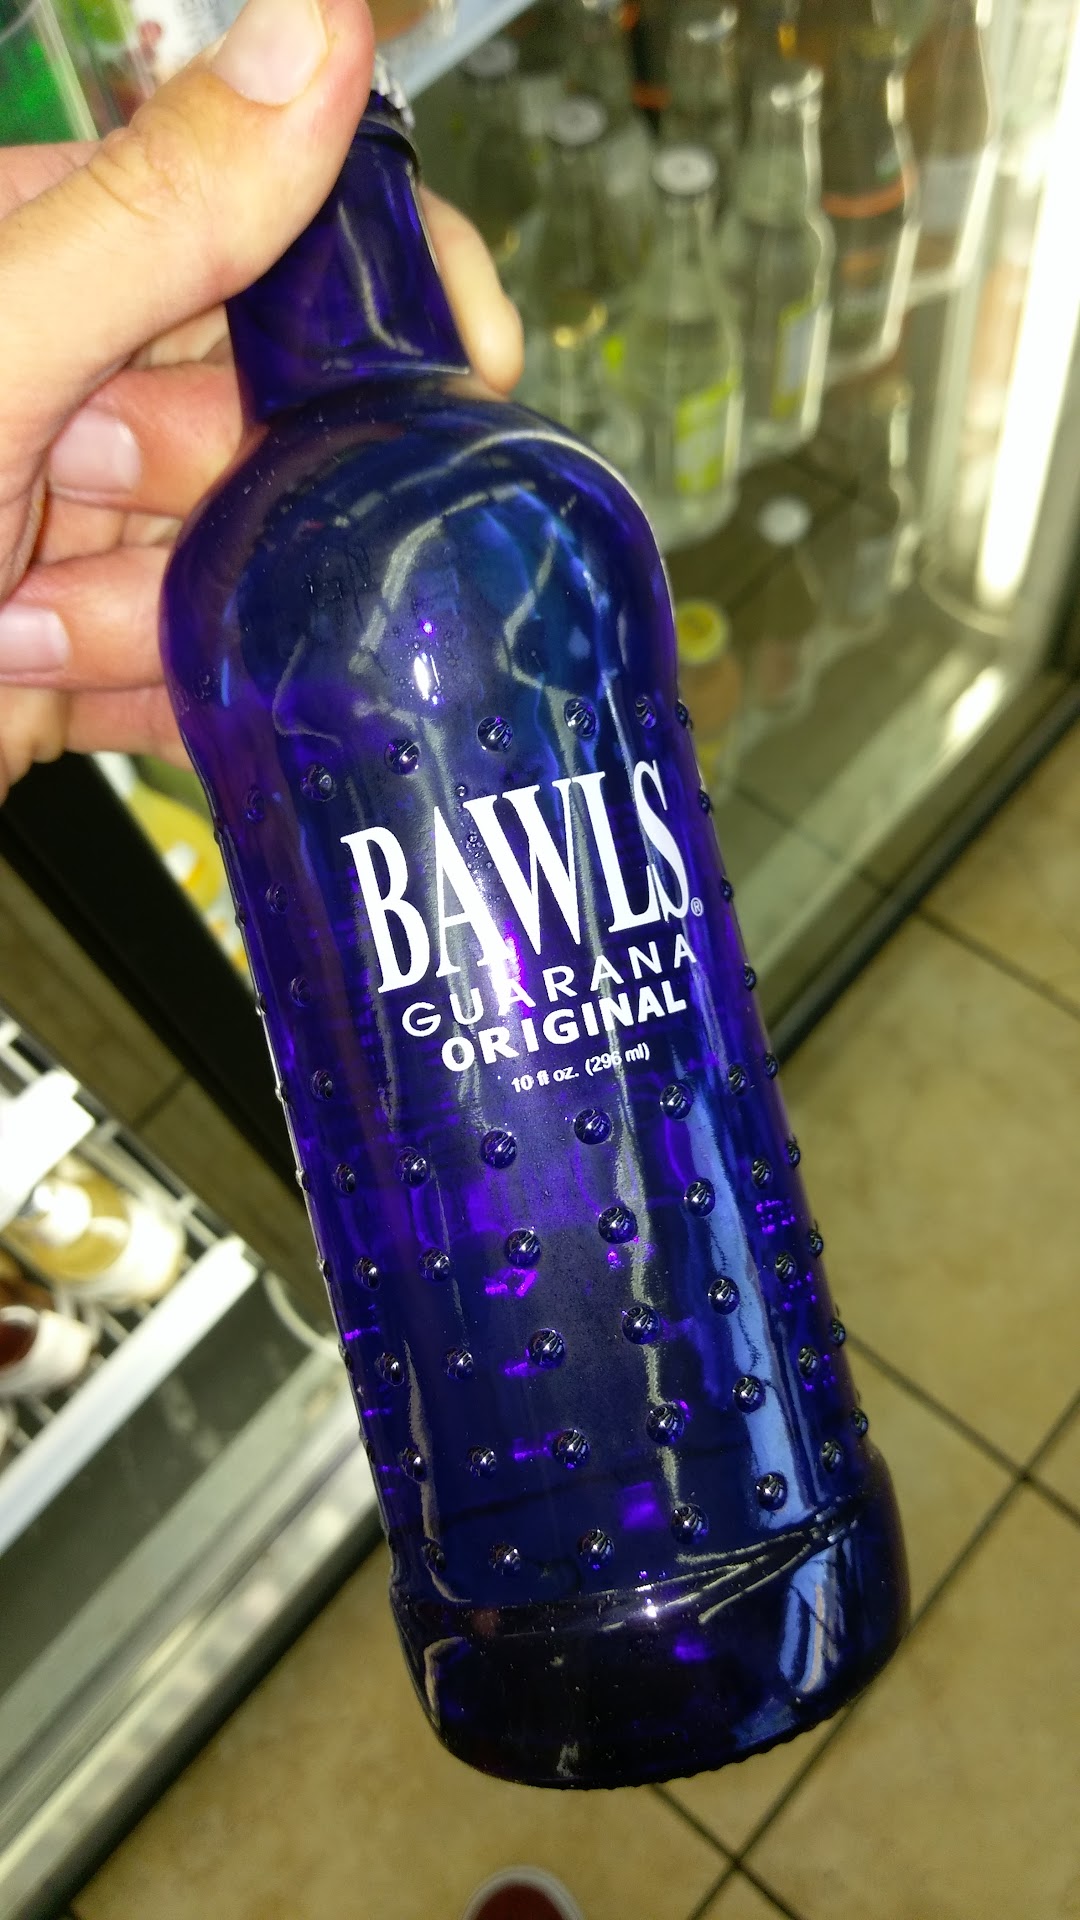 BAWLS®
GUARANA
ORIGINAL
10 fl oz. (296 ml)